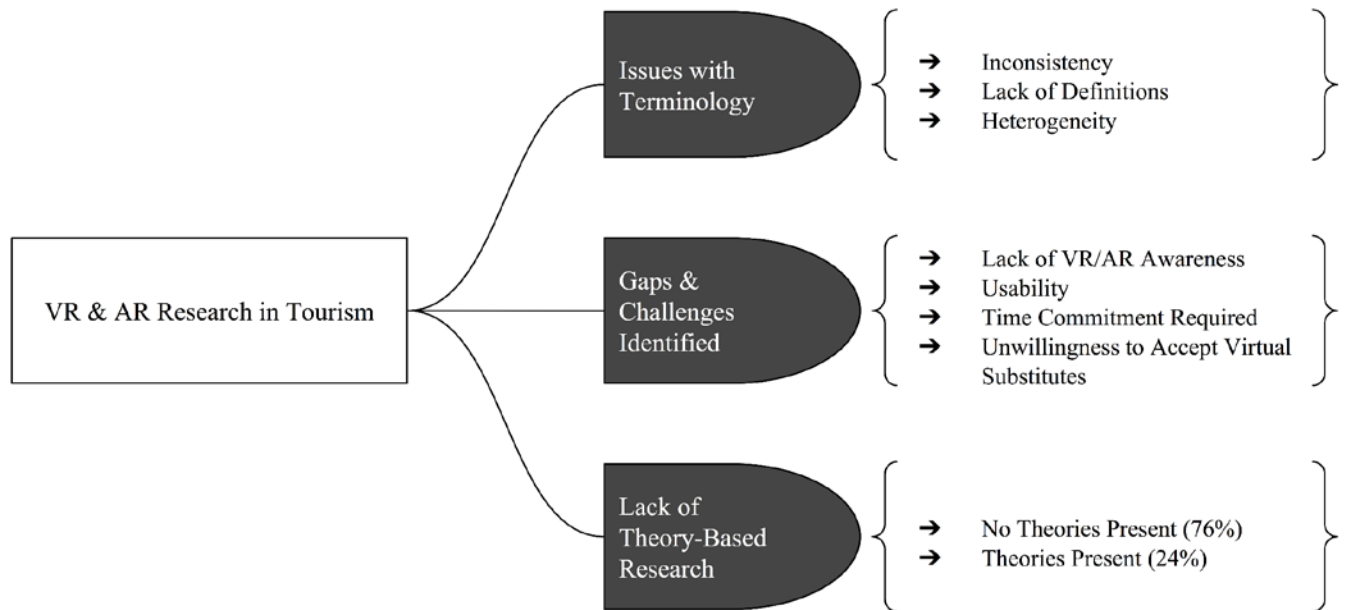 VR & AR Research in Tourism
Issues with
Terminology
➔ Inconsistency
➔ Lack of Definitions
➔ Heterogeneity
Gaps &
Challenges
Identified
➔ Lack of VR/AR Awareness
➔ Usability
➔ Time Commitment Required
➔ Unwillingness to Accept Virtual
Substitutes
Lack of
Theory-Based
Research
➔ No Theories Present (76%)
➔ Theories Present (24%)